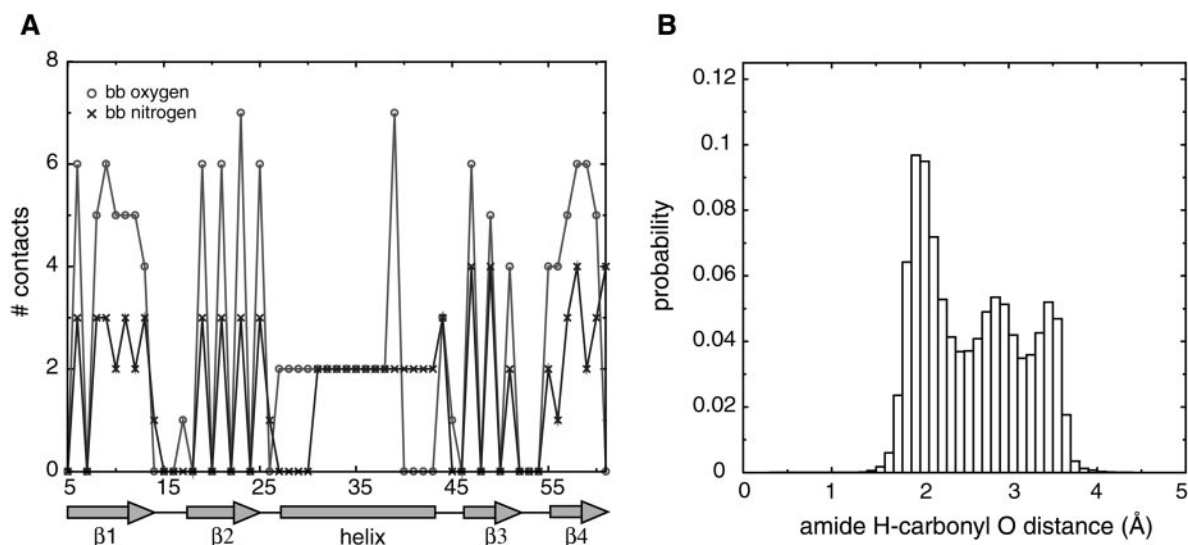 A
# contacts
8
6
4
2
0
bb oxygen
bb nitrogen
5 15 25 35 45 55
β1 β2 helix β3 β4
B
probability
0.12
0.1
0.08
0.06
0.04
0.02
0
0 1 2 3 4 5
amide H-carbonyl O distance (Å)